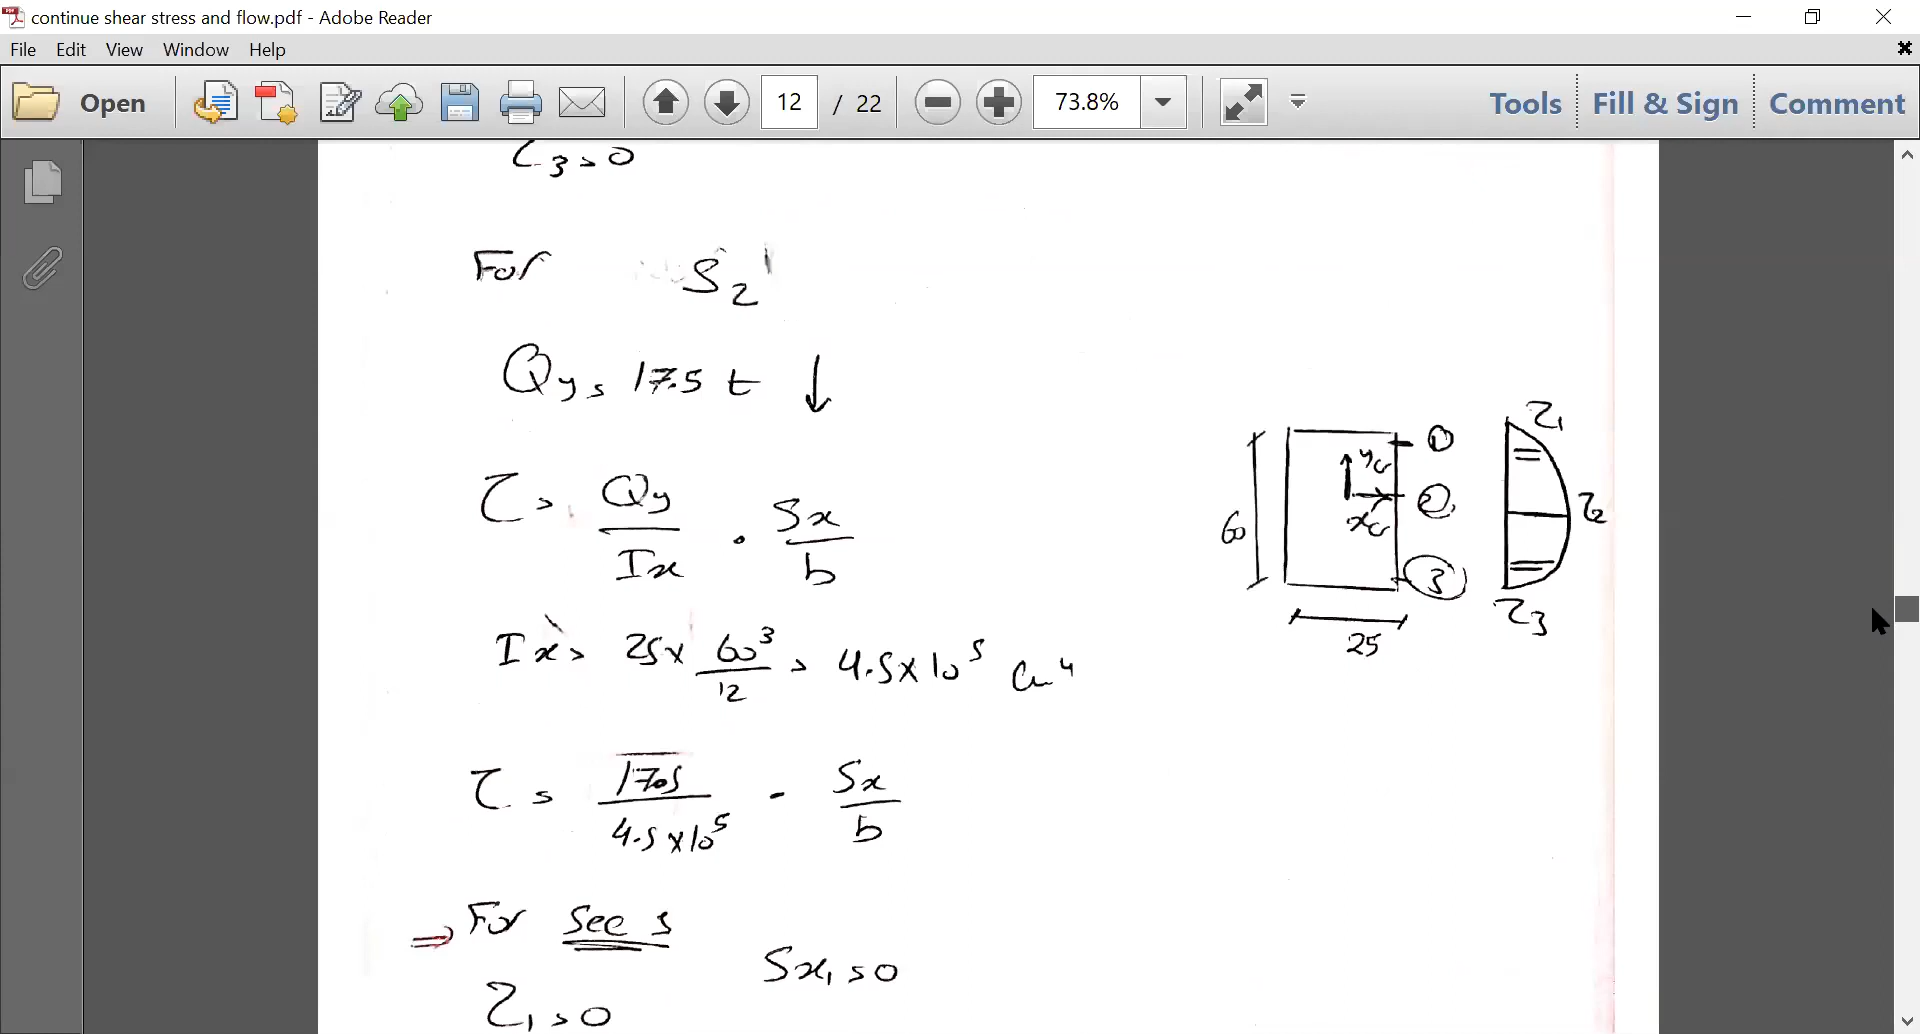 continue shear stress and flow.pdf - Adobe Reader
File Edit View Window Help
Open 12 / 22 73.8% Tools Fill & Sign Comment
τ3 = 0
For S2
Qy = 17.5 t ↓
τ = Qy / Ix · Sx / b
Ix = 25 x 60³ / 12 = 4.5 x 10⁵ cm⁴
τ = 17.5 / 4.5 x 10⁵ · Sx / b
⇒ For Sec 1
Sx1 = 0
τ1 = 0
60
25
yG
xG
1
2
3
τ1
τ2
τ3